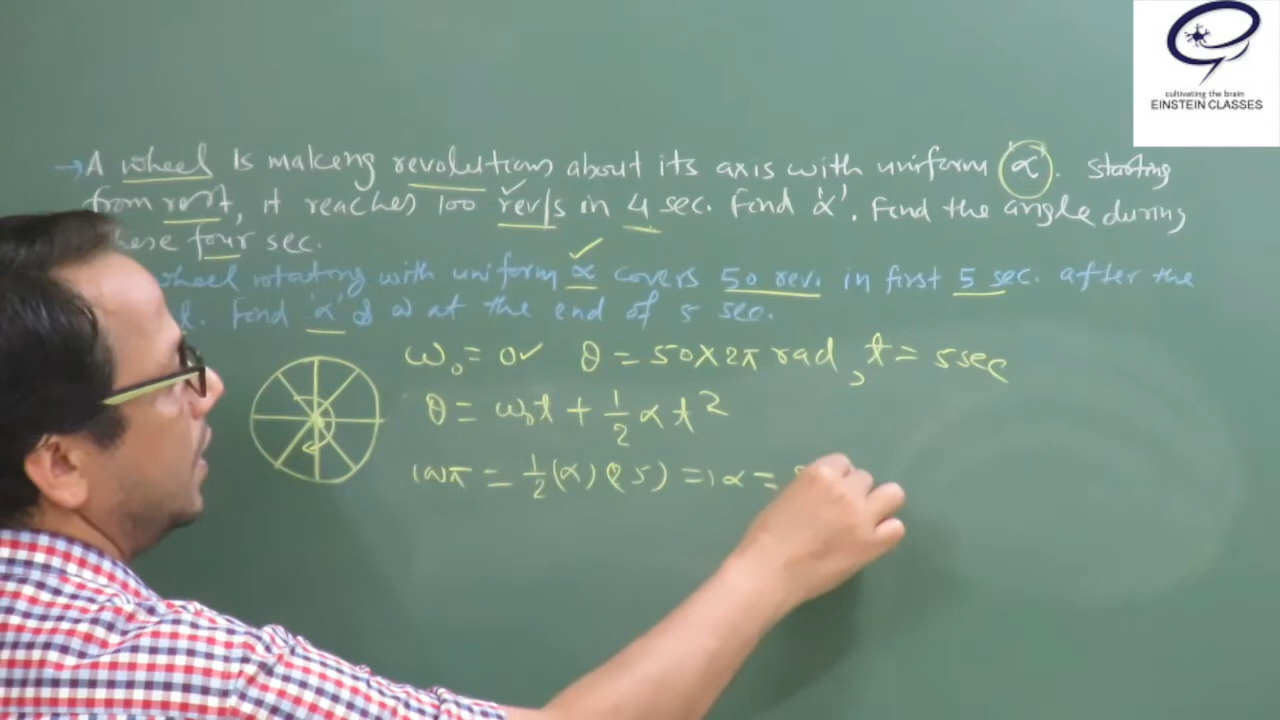 cultivating the brain
EINSTEIN CLASSES
→ A wheel is making revolutions about its axis with uniform 'α'. Starting
from rest, it reaches 100 rev/s in 4 sec. Find 'α'. Find the angle during
these four sec.
wheel rotating with uniform α covers 50 rev. in first 5 sec. after the
Find 'α' & ω at the end of 5 sec.
ω₀ = 0 ✓ θ = 50 × 2π rad, t = 5 sec
θ = ω₀t + 1/2 α t²
100π = 1/2 (α) (25) ⇒ α =